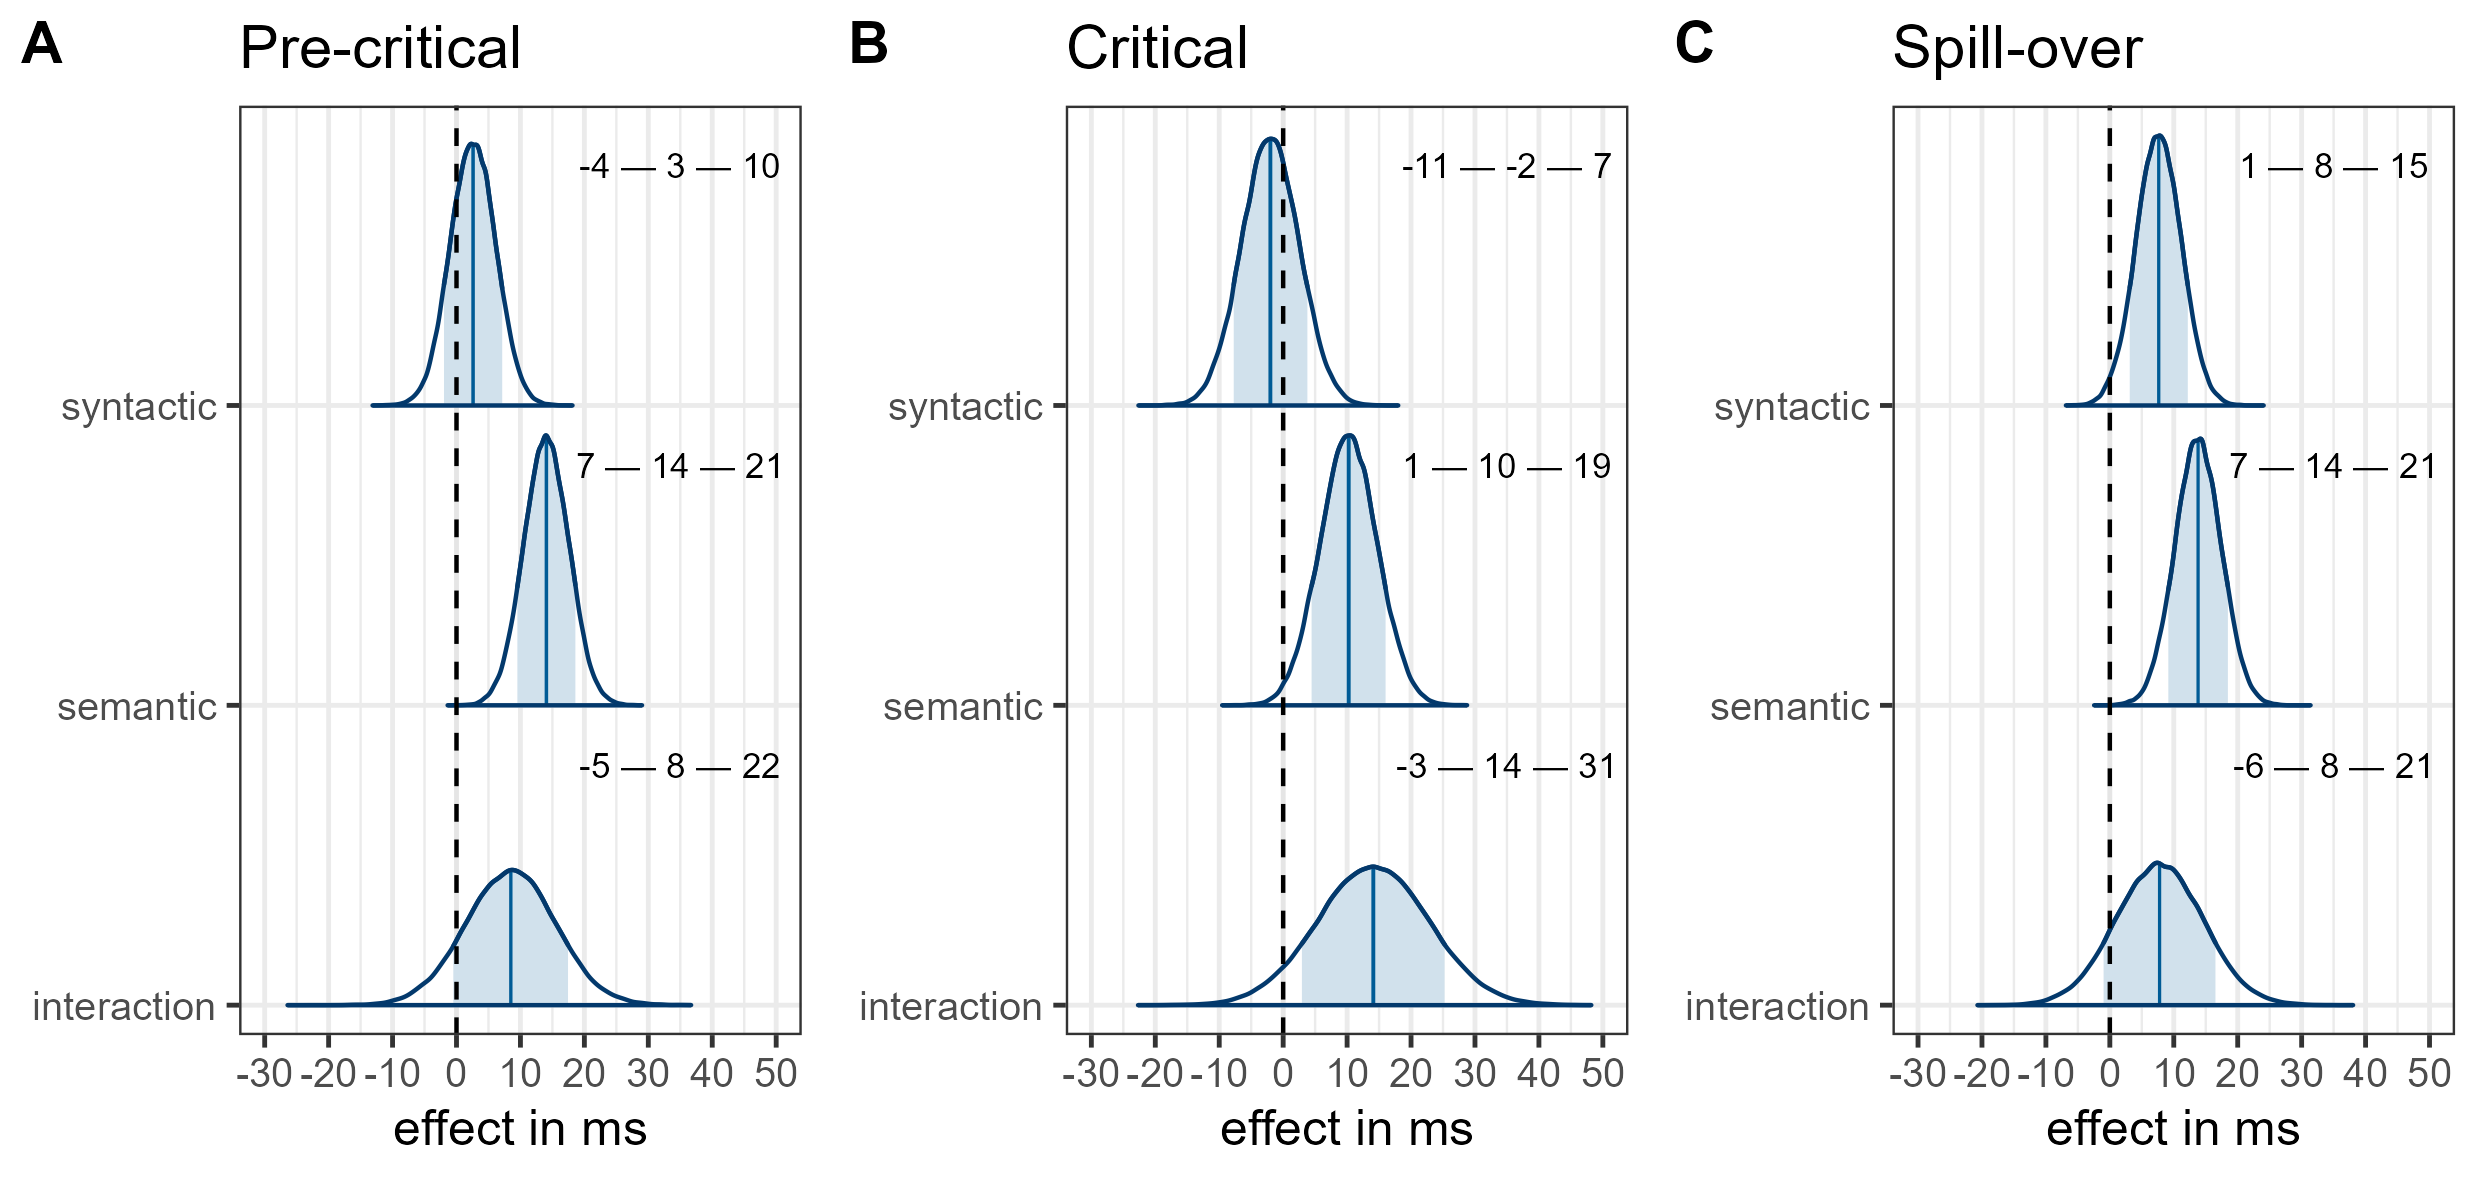 A Pre-critical
-4 — 3 — 10
syntactic
7 — 14 — 21
semantic
-5 — 8 — 22
interaction
-30 -20 -10 0 10 20 30 40 50
effect in ms
B Critical
-11 — -2 — 7
syntactic
1 — 10 — 19
semantic
-3 — 14 — 31
interaction
-30 -20 -10 0 10 20 30 40 50
effect in ms
C Spill-over
1 — 8 — 15
syntactic
7 — 14 — 21
semantic
-6 — 8 — 21
interaction
-30 -20 -10 0 10 20 30 40 50
effect in ms